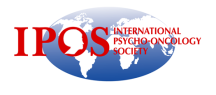 IPOS
INTERNATIONAL
PSYCHO-ONCOLOGY
SOCIETY